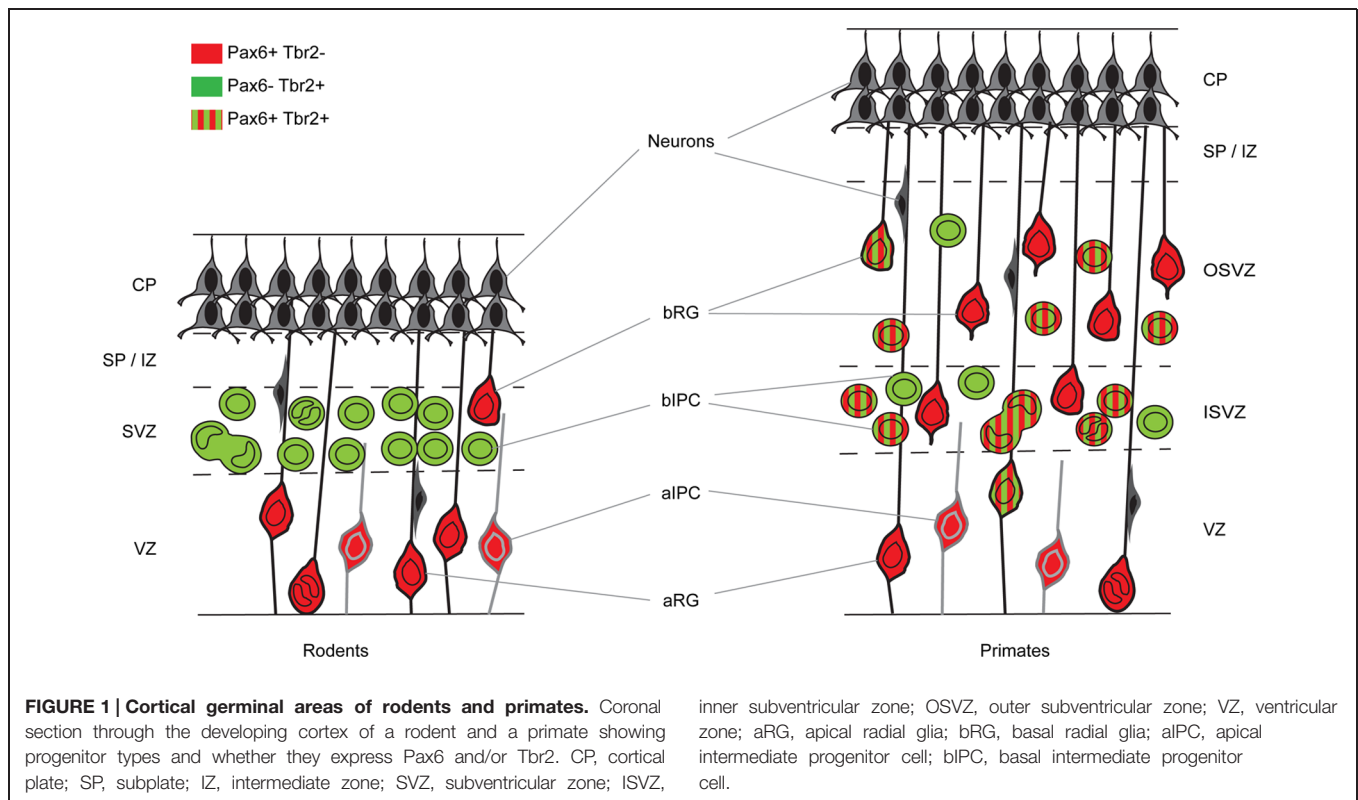 Pax6+ Tbr2-
Pax6- Tbr2+
Pax6+ Tbr2+
CP
SP / IZ
SVZ
VZ
Rodents
Neurons
bRG
bIPC
aIPC
aRG
CP
SP / IZ
OSVZ
ISVZ
VZ
Primates
FIGURE 1 | Cortical germinal areas of rodents and primates. Coronal
section through the developing cortex of a rodent and a primate showing
progenitor types and whether they express Pax6 and/or Tbr2. CP, cortical
plate; SP, subplate; IZ, intermediate zone; SVZ, subventricular zone; ISVZ,
inner subventricular zone; OSVZ, outer subventricular zone; VZ, ventricular
zone; aRG, apical radial glia; bRG, basal radial glia; aIPC, apical
intermediate progenitor cell; bIPC, basal intermediate progenitor
cell.